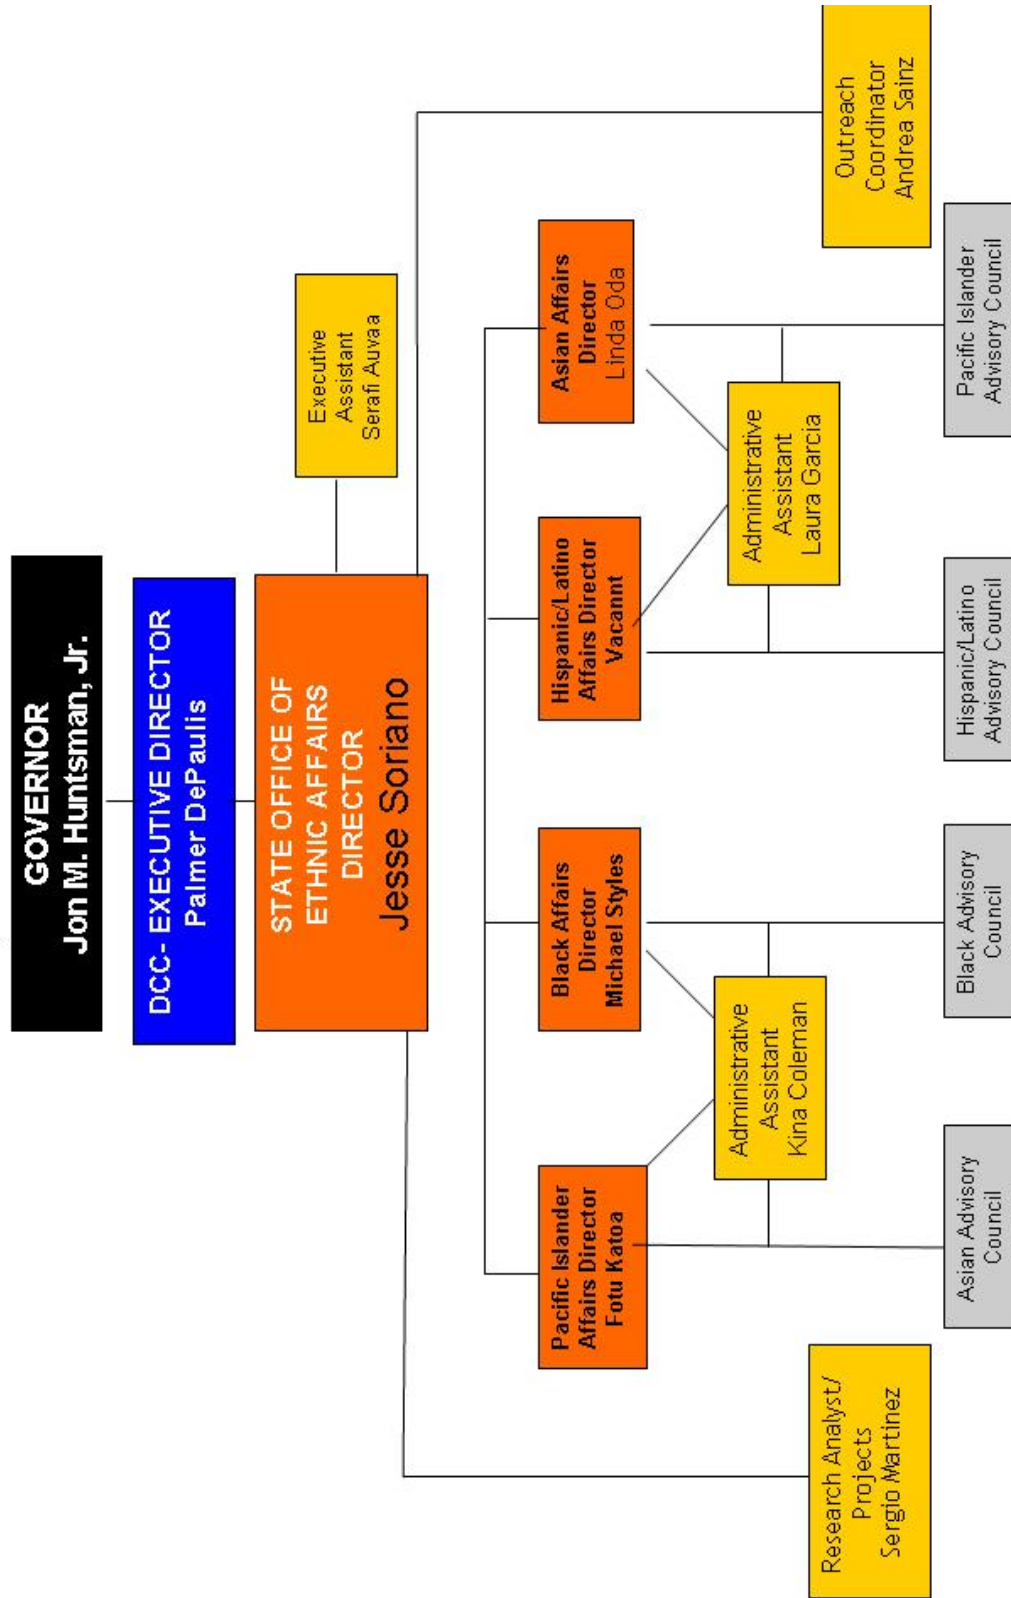 GOVERNOR
Jon M. Huntsman, Jr.
DCC- EXECUTIVE DIRECTOR
Palmer DePaulis
STATE OFFICE OF
ETHNIC AFFAIRS
DIRECTOR
Jesse Soriano
Executive
Assistant
Serafi Auvaa
Pacific Islander
Affairs Director
Fotu Katoa
Black Affairs
Director
Michael Styles
Hispanic/Latino
Affairs Director
Vacannt
Asian Affairs
Director
Linda Oda
Administrative
Assistant
Kina Coleman
Administrative
Assistant
Laura Garcia
Research Analyst/
Projects
Sergio Martinez
Outreach
Coordinator
Andrea Sainz
Asian Advisory
Council
Black Advisory
Council
Hispanic/Latino
Advisory Council
Pacific Islander
Advisory Council